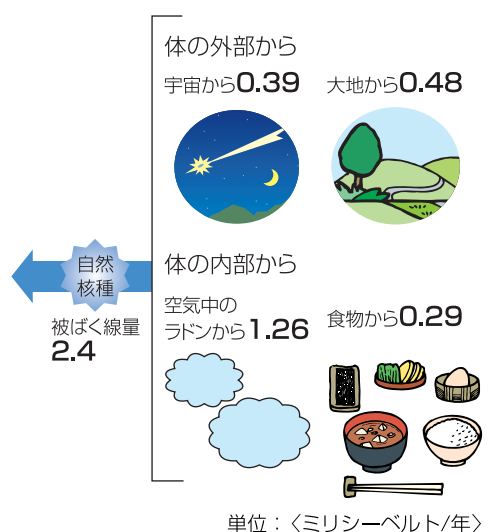 体の外部から
宇宙から0.39
大地から0.48
自然
核種
被ばく線量
2.4
体の内部から
空気中の
ラドンから1.26
食物から0.29
単位：〈ミリシーベルト/年〉